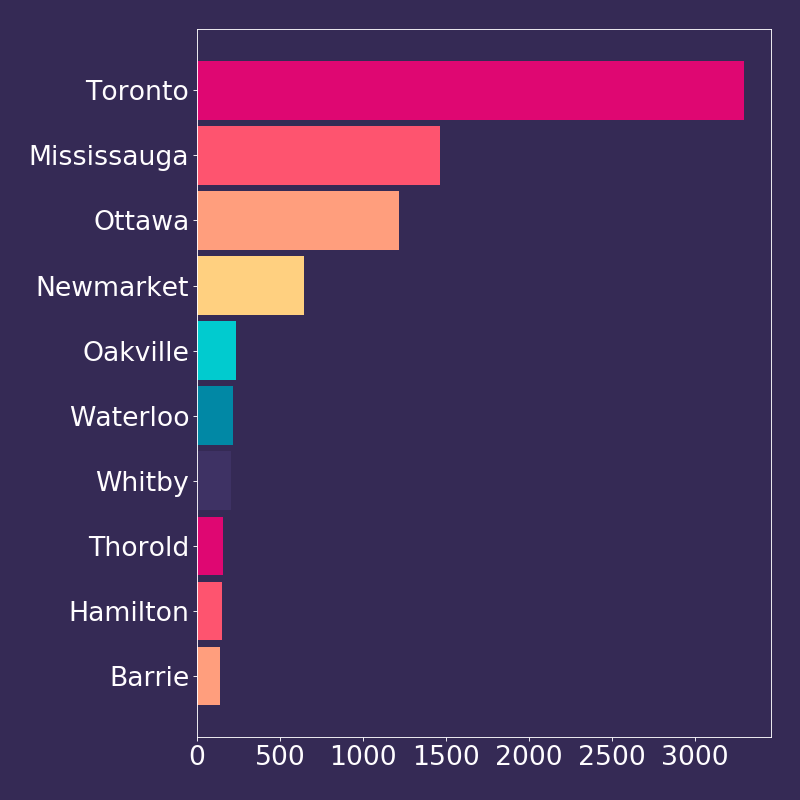 Toronto
Mississauga
Ottawa
Newmarket
Oakville
Waterloo
Whitby
Thorold
Hamilton
Barrie
0 500 1000 1500 2000 2500 3000